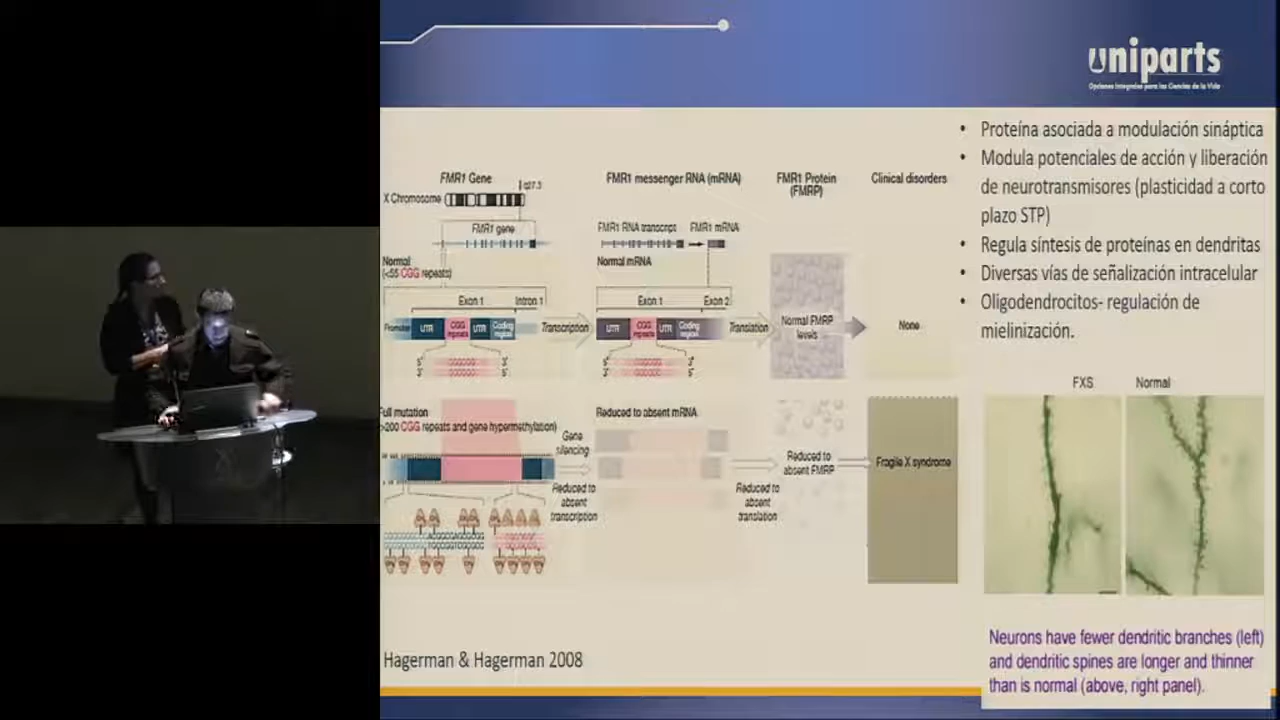 uniparts
Opciones Integrales para las Ciencias de la Vida
• Proteína asociada a modulación sináptica
• Modula potenciales de acción y liberación
de neurotransmisores (plasticidad a corto
plazo STP)
• Regula síntesis de proteínas en dendritas
• Diversas vías de señalización intracelular
• Oligodendrocitos- regulación de
mielinización.
FMR1 Gene
FMR1 messenger RNA (mRNA)
FMR1 Protein
(FMRP)
Clinical disorders
q27.3
X Chromosome
FMR1 gene
FMR1 RNA transcript
FMR1 mRNA
Normal
(<55 CGG repeats)
Normal mRNA
Exon 1
Intron 1
Exon 1
Exon 2
Promoter
UTR
CGG
repeats
UTR
Coding
region
Transcription
UTR
CGG
repeats
UTR
Coding
region
Translation
Normal FMRP
levels
None
Full mutation
>200 CGG repeats and gene hypermethylation)
Gene
silencing
Reduced to
absent
transcription
Reduced to absent mRNA
Reduced to
absent
translation
Reduced to
absent FMRP
Fragile X syndrome
FXS
Normal
Neurons have fewer dendritic branches (left)
and dendritic spines are longer and thinner
than is normal (above, right panel).
Hagerman & Hagerman 2008